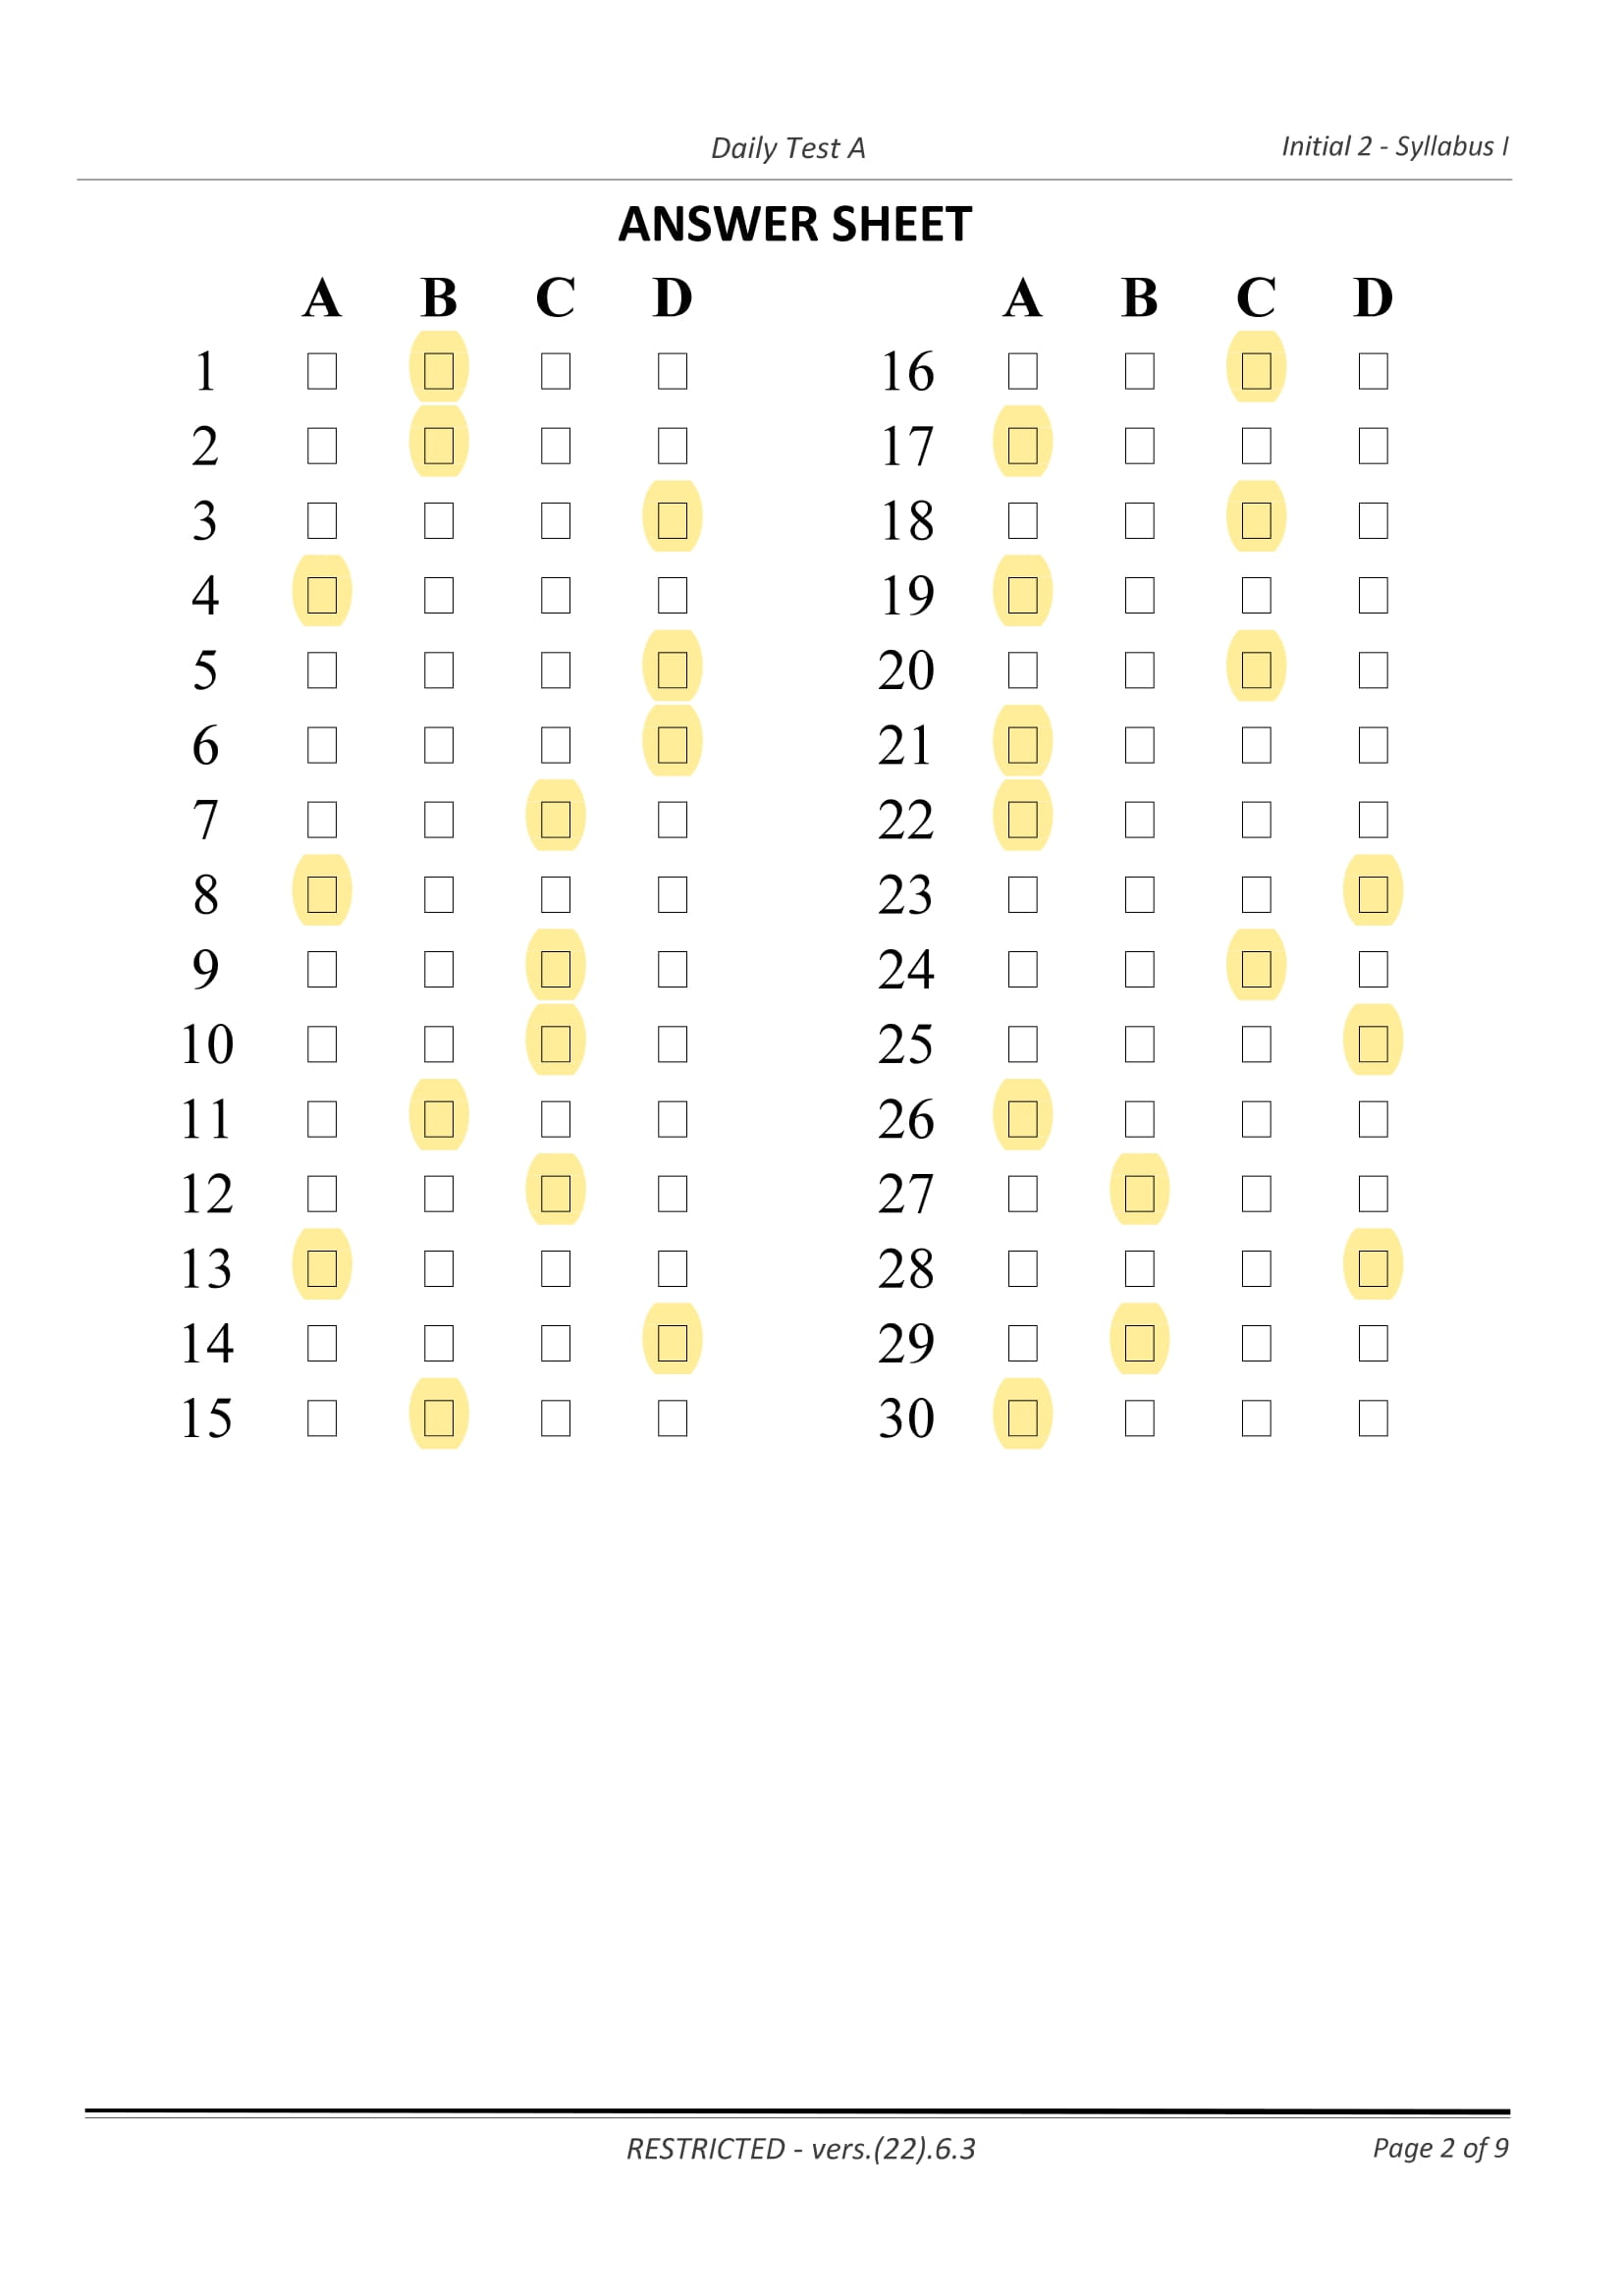 Daily Test A Initial 2 - Syllabus I
ANSWER SHEET
A B C D A B C D
1 □ □ □ □ 16 □ □ □ □
2 □ □ □ □ 17 □ □ □ □
3 □ □ □ □ 18 □ □ □ □
4 □ □ □ □ 19 □ □ □ □
5 □ □ □ □ 20 □ □ □ □
6 □ □ □ □ 21 □ □ □ □
7 □ □ □ □ 22 □ □ □ □
8 □ □ □ □ 23 □ □ □ □
9 □ □ □ □ 24 □ □ □ □
10 □ □ □ □ 25 □ □ □ □
11 □ □ □ □ 26 □ □ □ □
12 □ □ □ □ 27 □ □ □ □
13 □ □ □ □ 28 □ □ □ □
14 □ □ □ □ 29 □ □ □ □
15 □ □ □ □ 30 □ □ □ □
RESTRICTED - vers.(22).6.3 Page 2 of 9